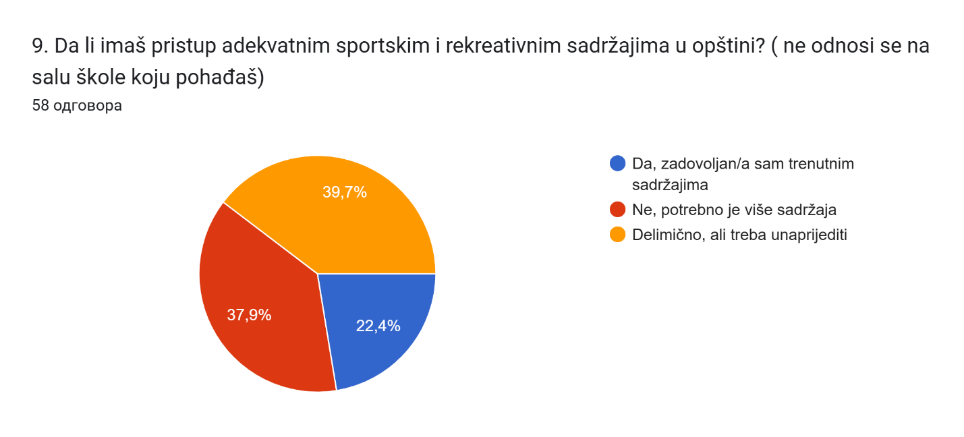 9. Da li imaš pristup adekvatnim sportskim i rekreativnim sadržajima u opštini? ( ne odnosi se na
salu škole koju pohađaš)
58 одговора
39,7%
37,9%
22,4%
Da, zadovoljan/a sam trenutnim
sadržajima
Ne, potrebno je više sadržaja
Delimično, ali treba unaprijediti